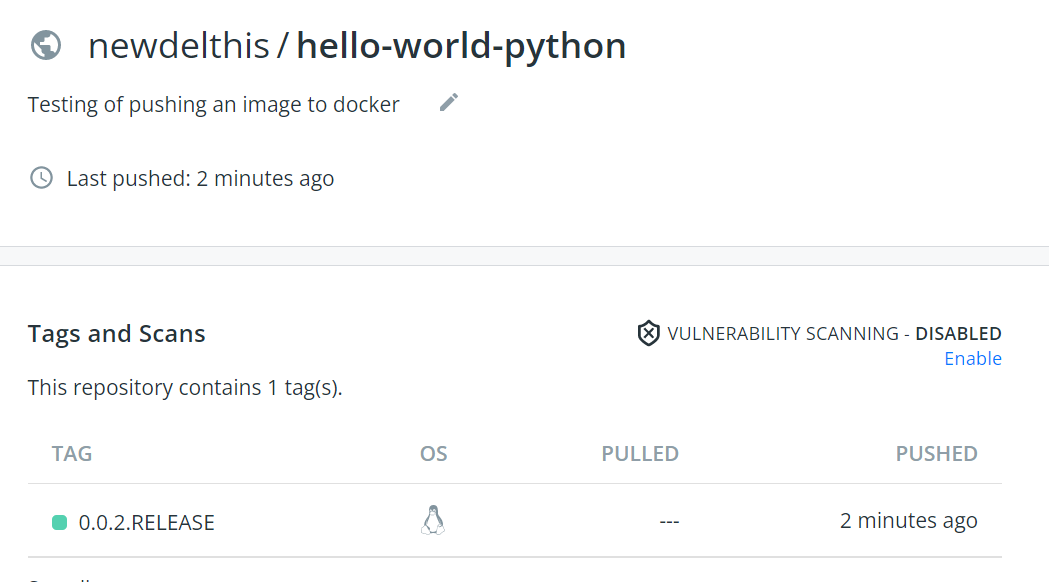 newdelthis / hello-world-python
Testing of pushing an image to docker
Last pushed: 2 minutes ago
Tags and Scans
VULNERABILITY SCANNING - DISABLED
Enable
This repository contains 1 tag(s).
TAG OS PULLED PUSHED
0.0.2.RELEASE --- 2 minutes ago